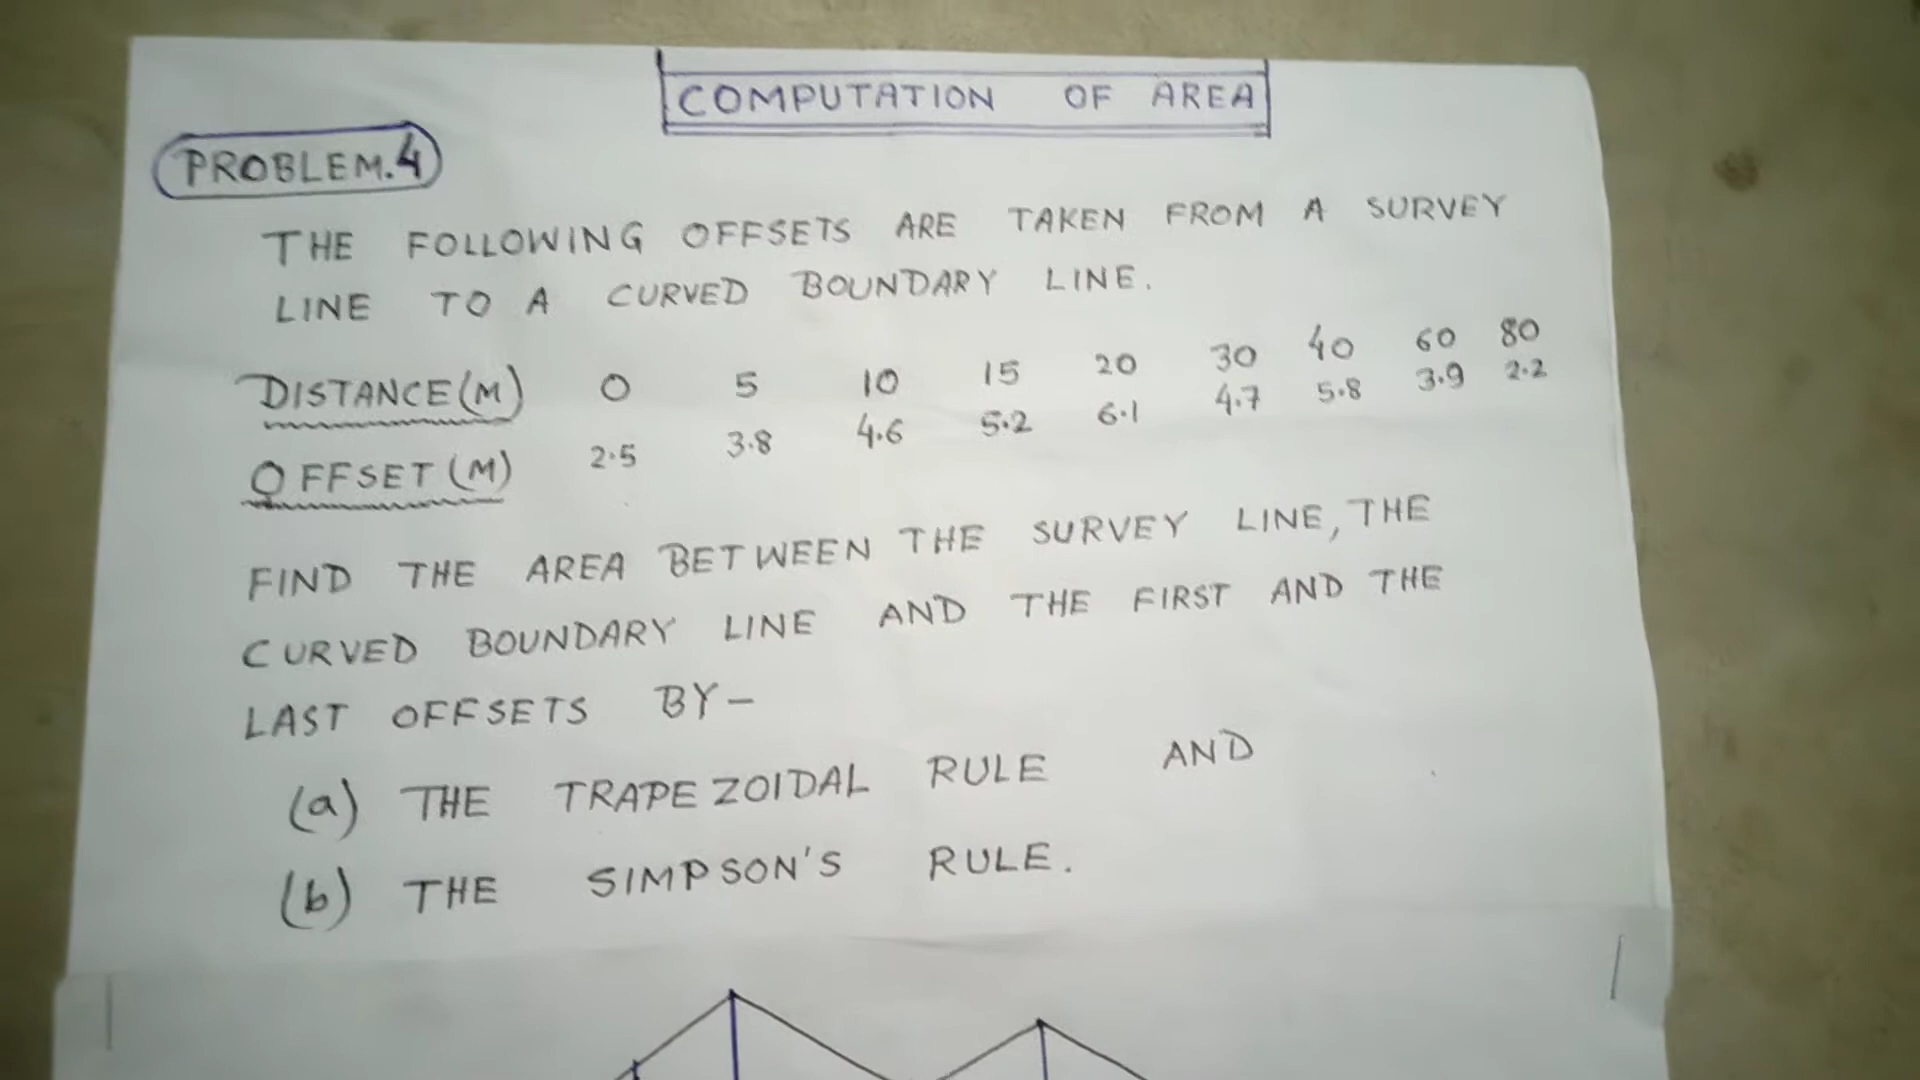 COMPUTATION OF AREA
PROBLEM.4
THE FOLLOWING OFFSETS ARE TAKEN FROM A SURVEY
LINE TO A CURVED BOUNDARY LINE.
DISTANCE(M) 0 5 10 15 20 30 40 60 80
OFFSET(M) 2.5 3.8 4.6 5.2 6.1 4.7 5.8 3.9 2.2
FIND THE AREA BETWEEN THE SURVEY LINE, THE
CURVED BOUNDARY LINE AND THE FIRST AND THE
LAST OFFSETS BY-
(a) THE TRAPEZOIDAL RULE AND
(b) THE SIMPSON'S RULE.